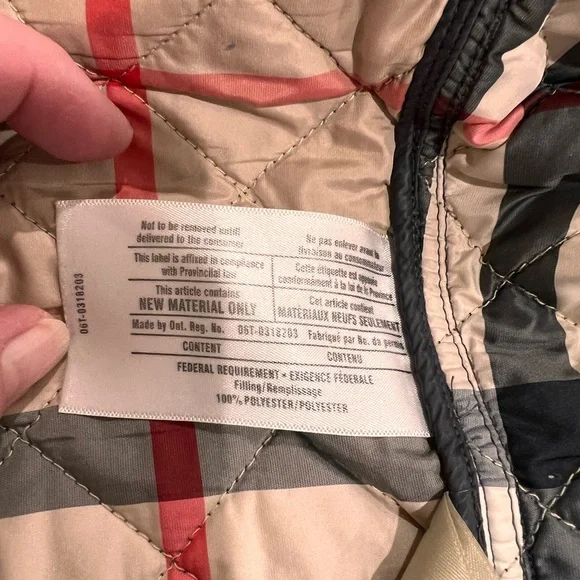 Not to be removed until
delivered to the consumer
Ne pas enlever avant
livraison au consommateur
This label is affixed in compliance
with Provincial law
Cette étiquette est apposée
conformément à la loi de la Province
This article contains
NEW MATERIAL ONLY
Cet article contient
MATÉRIAUX NEUFS SEULEMENT
Made by Ont. Reg. No. 06T-0318203 Fabriqué par No. de permis
CONTENT
CONTENU
FEDERAL REQUIREMENT • EXIGENCE FÉDERALE
Filling/Remplissage
100% POLYESTER/POLYESTER
06T-0318203